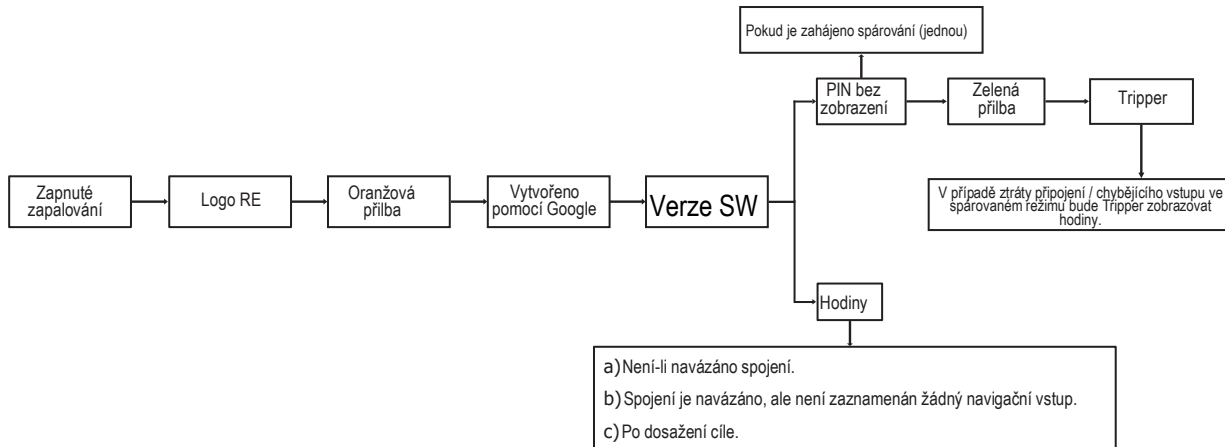 Pokud je zahájeno spárování (jednou)
PIN bez
zobrazení
Zelená
přilba
Tripper
Zapnuté
zapalování
Logo RE
Oranžová
přilba
Vytvořeno
pomocí Google
Verze SW
V případě ztráty připojení / chybějícího vstupu ve
spárovaném režimu bude Tripper zobrazovat
hodiny.
Hodiny
a) Není-li navázáno spojení.
b) Spojení je navázáno, ale není zaznamenán žádný navigační vstup.
c) Po dosažení cíle.